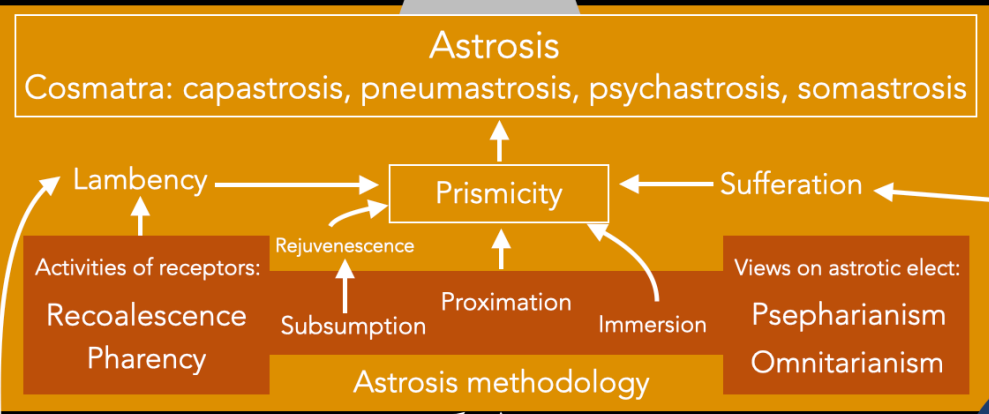 Astrosis
Cosmatra: capastrosis, pneumastrosis, psychastrosis, somastrosis
Lambency
Prismicity
Sufferation
Rejuvenescence
Activities of receptors:
Recoalescence
Pharency
Subsumption
Proximation
Immersion
Views on astrotic elect:
Psepharianism
Omnitarianism
Astrosis methodology